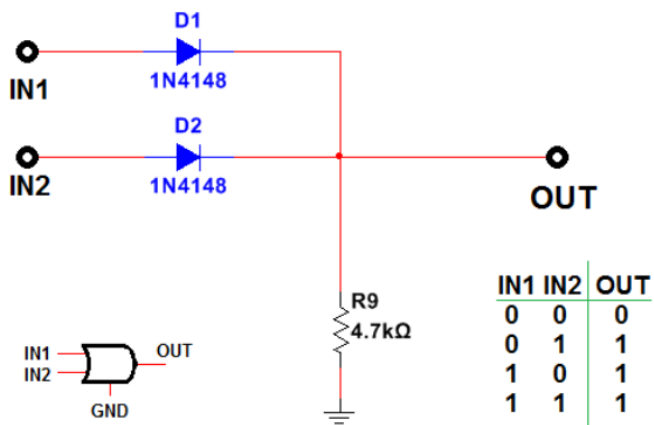 D1
IN1
1N4148
D2
IN2
1N4148
OUT
R9
4.7kΩ
IN1 IN2 OUT
0 0 0
0 1 1
1 0 1
1 1 1
IN1
IN2
OUT
GND